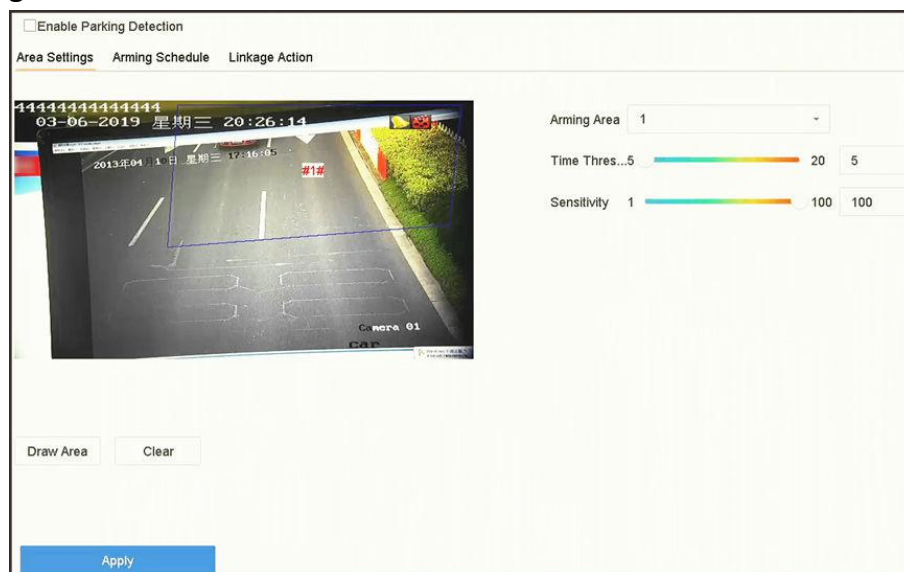 Enable Parking Detection
Area Settings Arming Schedule Linkage Action
44444444444444
03-06-2019 星期三 20:26:14
2013年04月10日 星期三 17:16:05
#1#
Camera 01
car
Arming Area 1
Time Thres...5 20 5
Sensitivity 1 100 100
Draw Area Clear
Apply